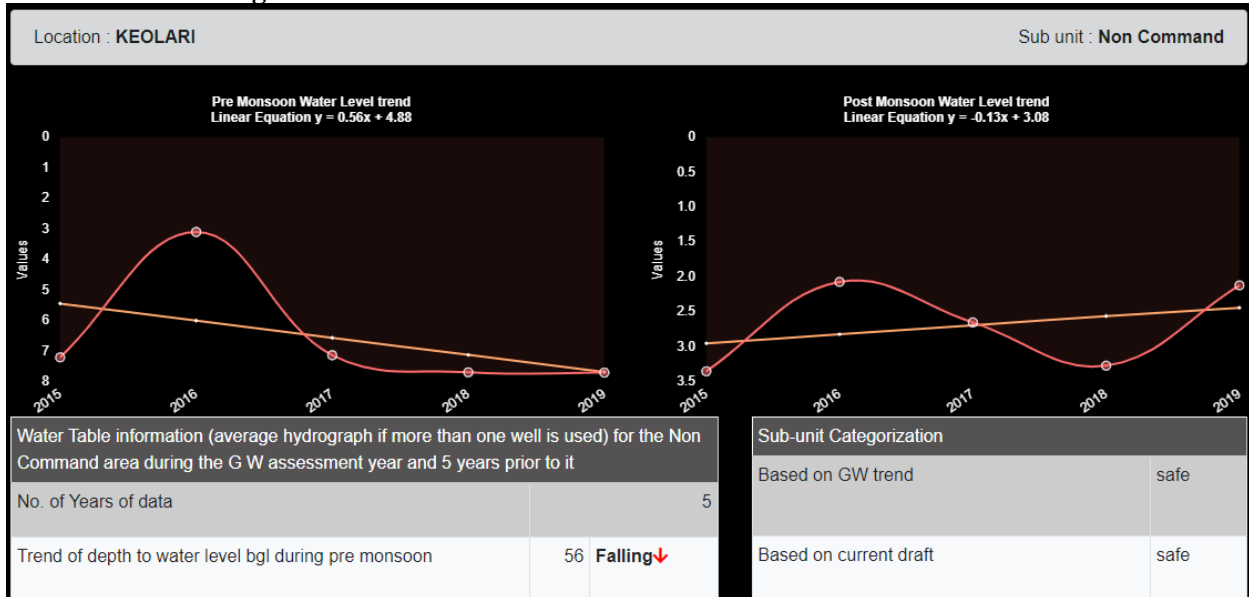 Location : KEOLARI
Sub unit : Non Command
Pre Monsoon Water Level trend
Linear Equation y = 0.56x + 4.88
Values
0
1
2
3
4
5
6
7
8
2015
2016
2017
2018
2019
Post Monsoon Water Level trend
Linear Equation y = -0.13x + 3.08
Values
0
0.5
1.0
1.5
2.0
2.5
3.0
3.5
2015
2016
2017
2018
2019
Water Table information (average hydrograph if more than one well is used) for the Non
Command area during the G W assessment year and 5 years prior to it
No. of Years of data 5
Trend of depth to water level bgl during pre monsoon 56 Falling↓
Sub-unit Categorization
Based on GW trend safe
Based on current draft safe